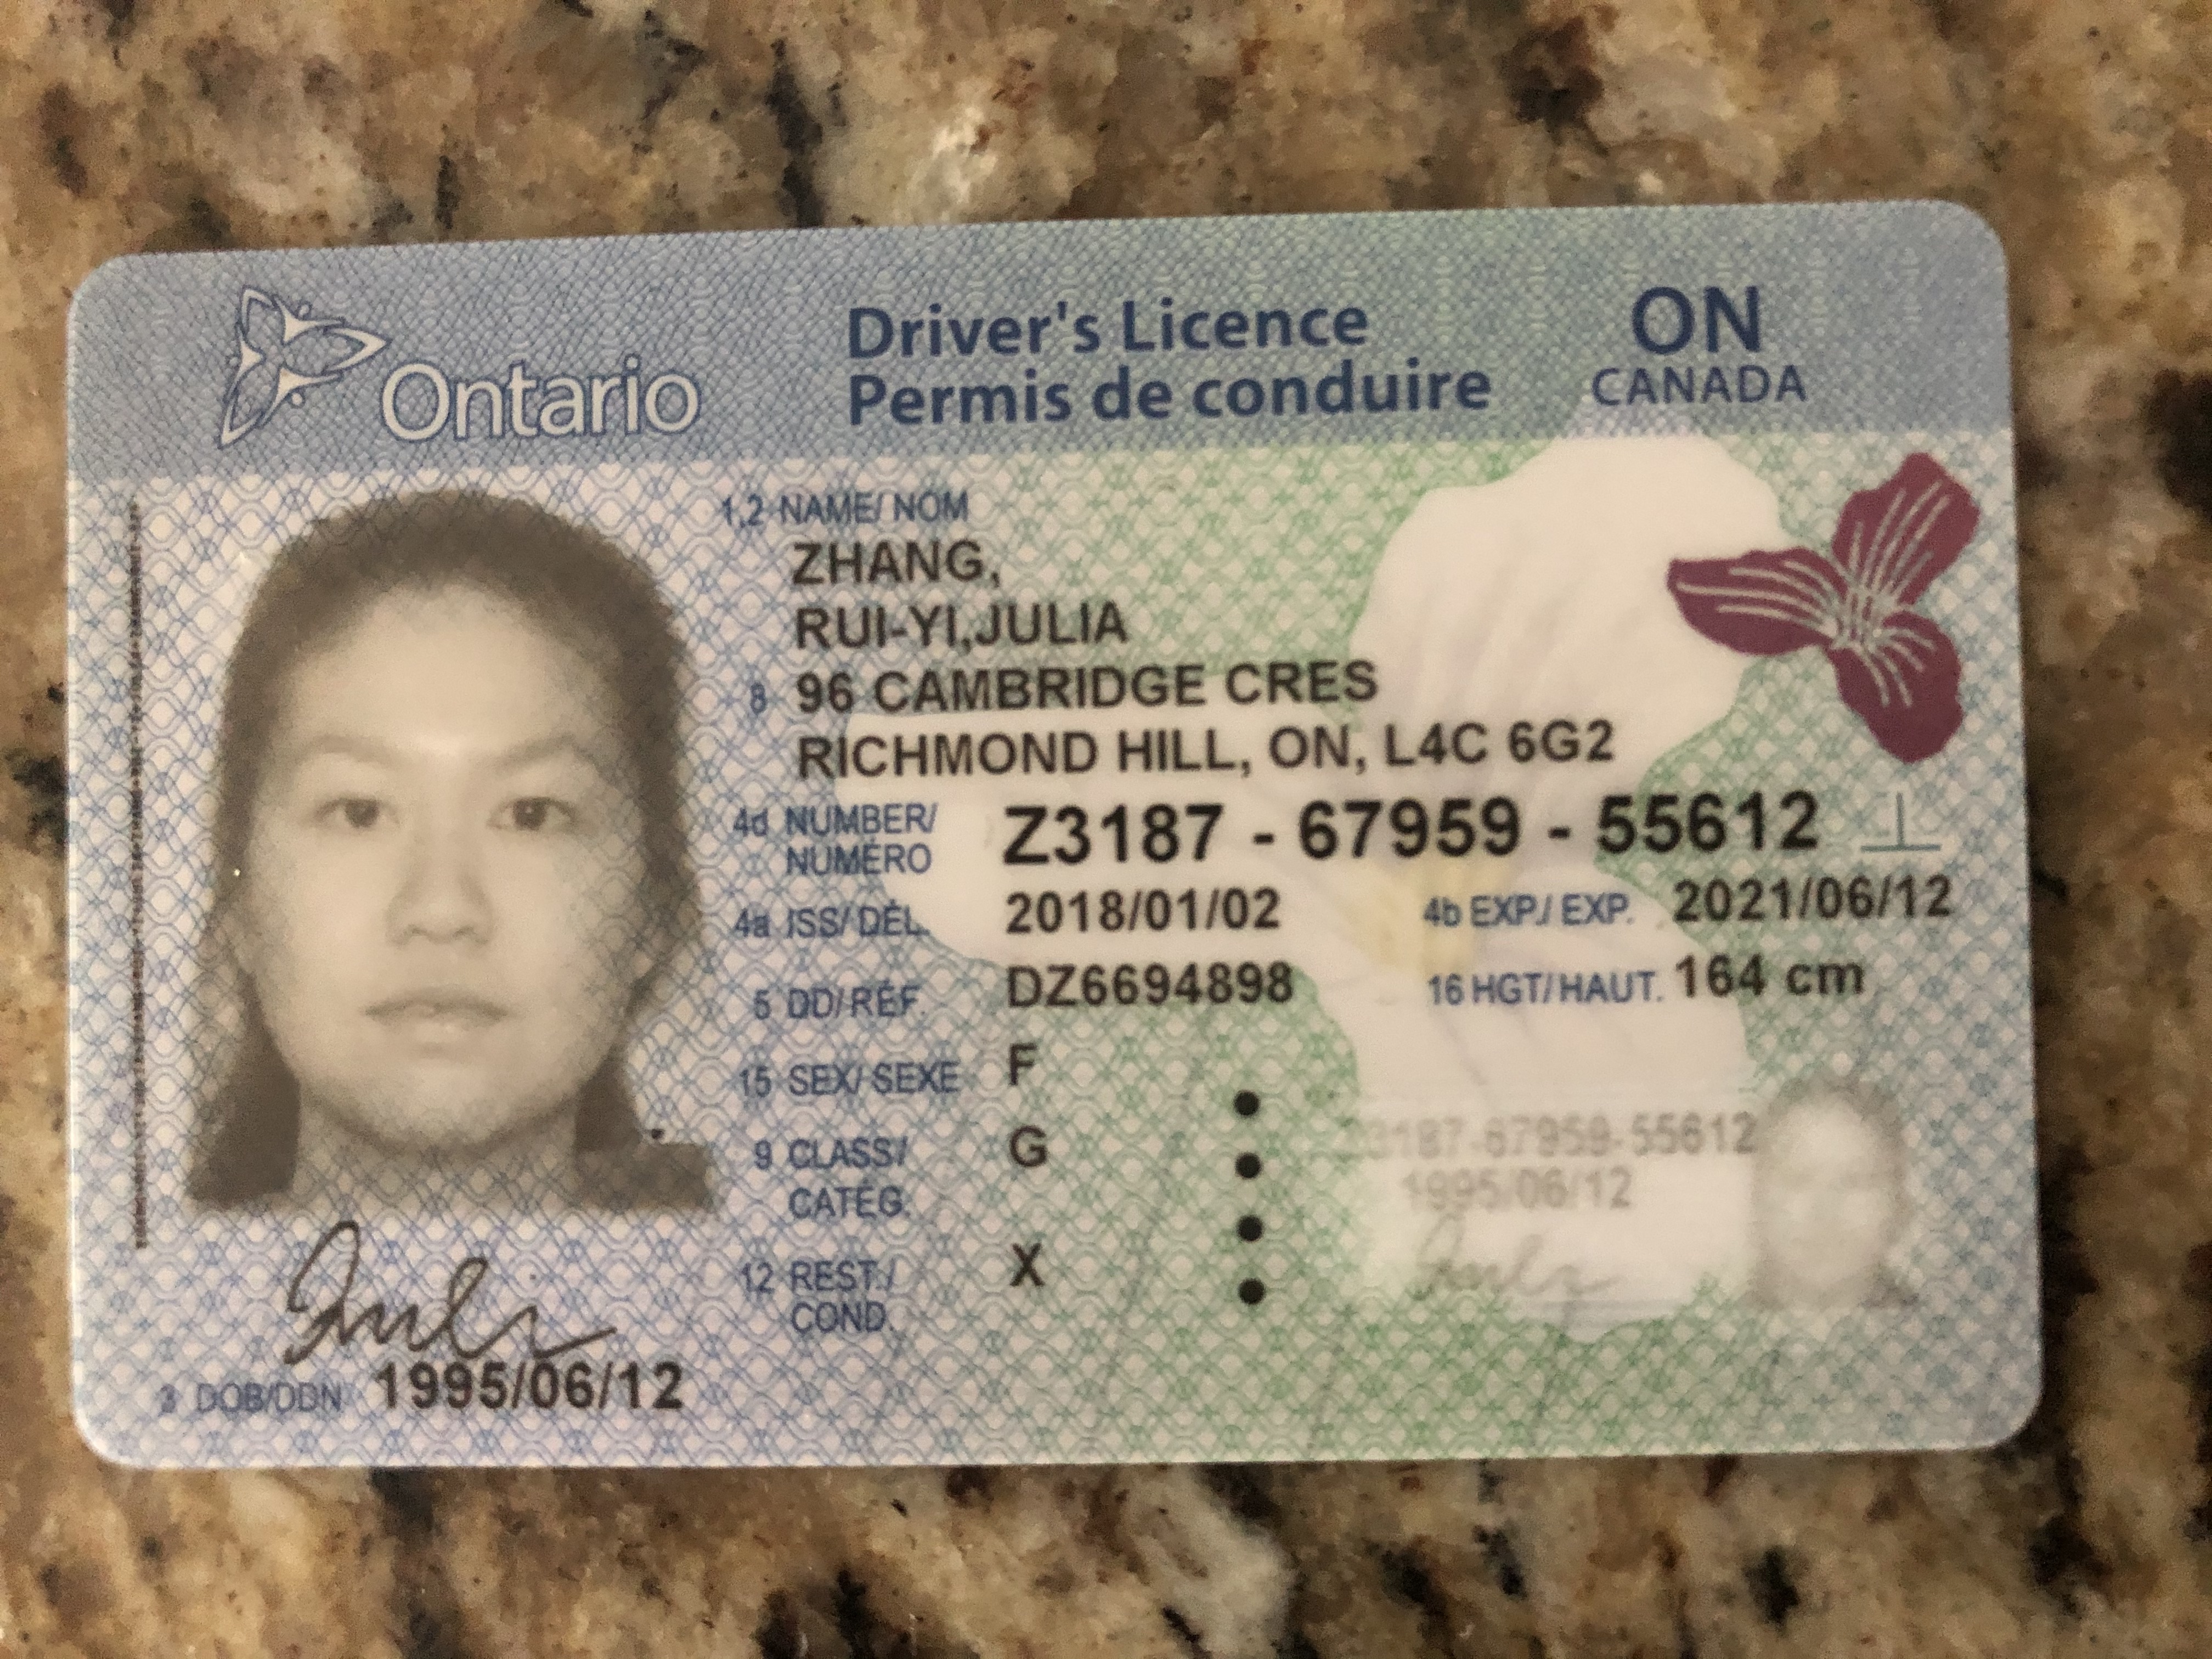 Ontario
Driver's Licence
Permis de conduire
ON
CANADA
1,2 NAME/ NOM
ZHANG,
RUI-YI,JULIA
8 96 CAMBRIDGE CRES
RICHMOND HILL, ON, L4C 6G2
4d NUMBER/
NUMÉRO
Z3187 - 67959 - 55612
4a ISS/ DÉL. 2018/01/02 4b EXP./ EXP. 2021/06/12
5 DD/RÉF. DZ6694898 16 HGT/HAUT. 164 cm
15 SEX/ SEXE F
9 CLASS/
CATÉG. G
12 REST./
COND. X
3187-67959-55612
1995/06/12
Julia
3 DOB/DDN 1995/06/12